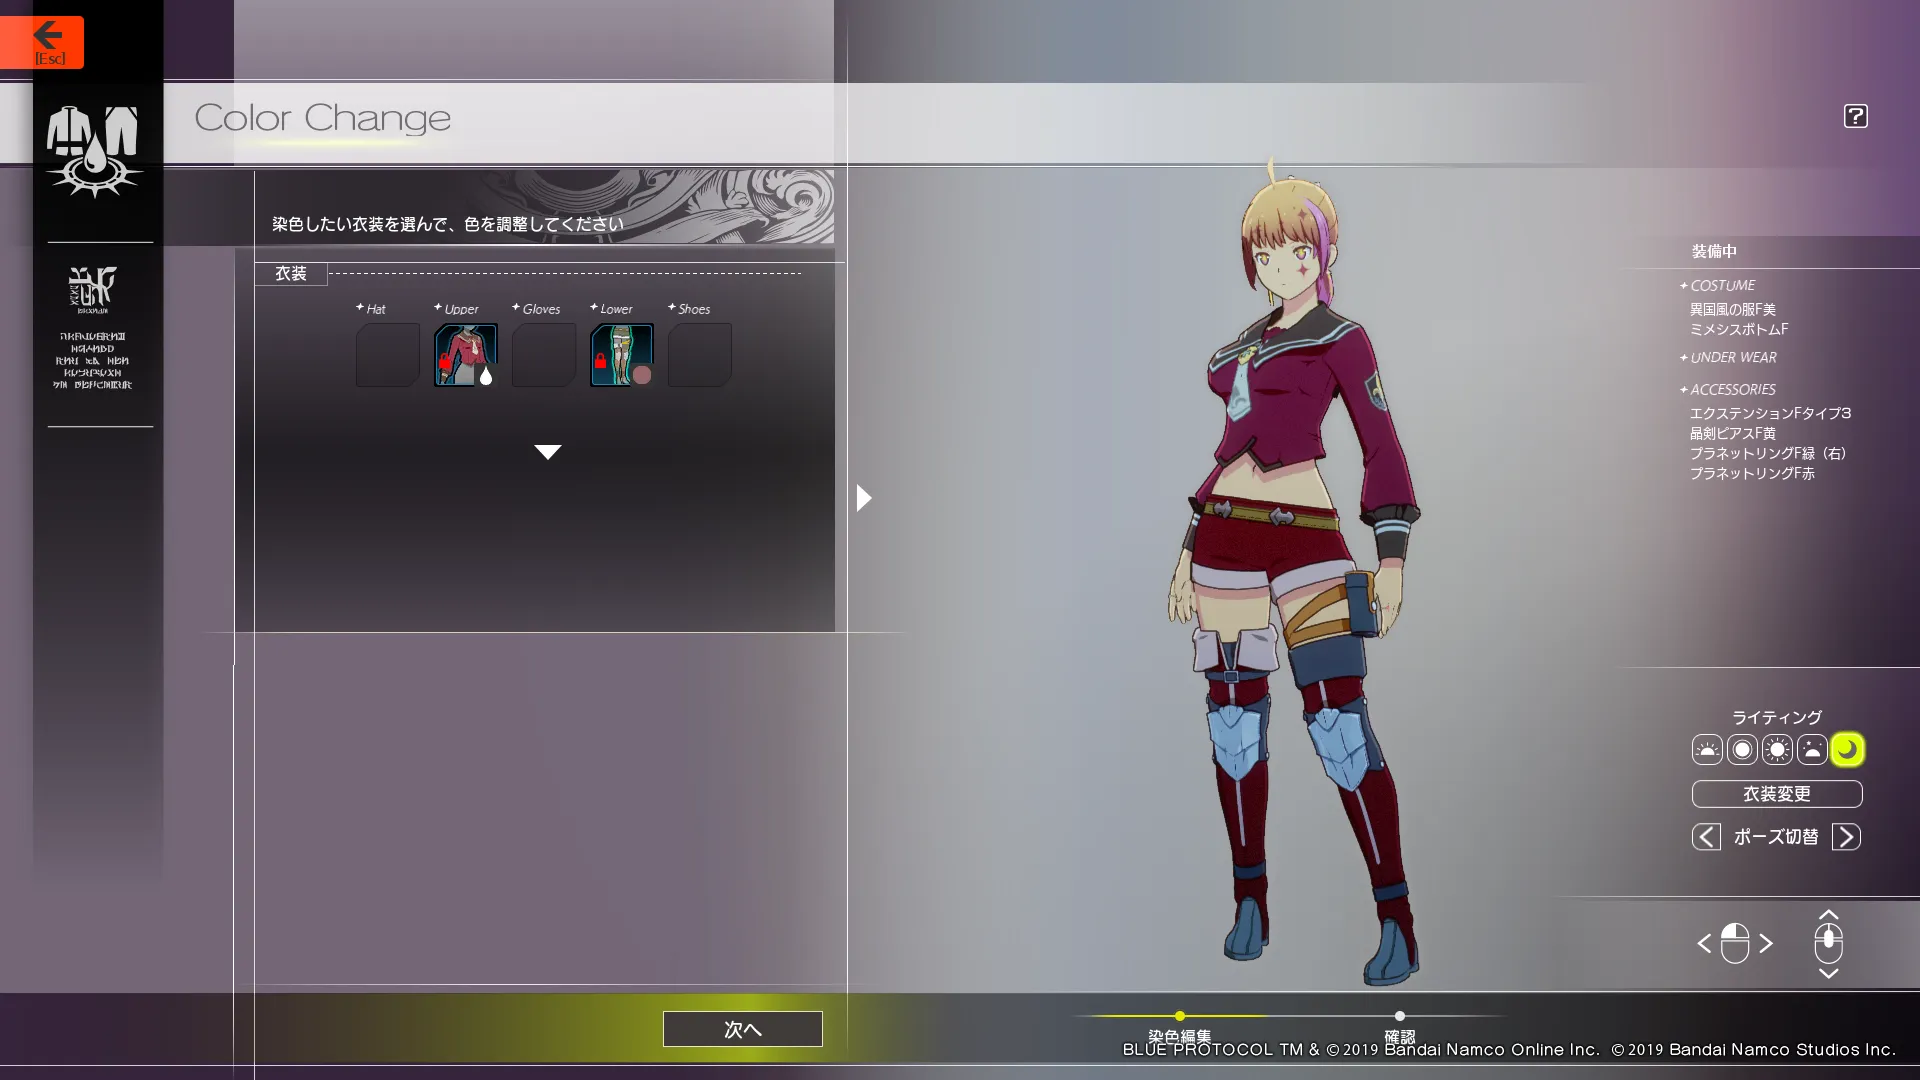 [Esc]
Color Change
?
染色したい衣装を選んで、色を調整してください
衣装
Hat
Upper
Gloves
Lower
Shoes
装備中
COSTUME
異国風の服F美
ミメシスボトムF
UNDER WEAR
ACCESSORIES
エクステンションFタイプ3
晶剣ピアスF黄
プラネットリングF緑（右）
プラネットリングF赤
ライティング
衣装変更
ポーズ切替
次へ
染色編集
確認
BLUE PROTOCOL TM & ©2019 Bandai Namco Online Inc. ©2019 Bandai Namco Studios Inc.